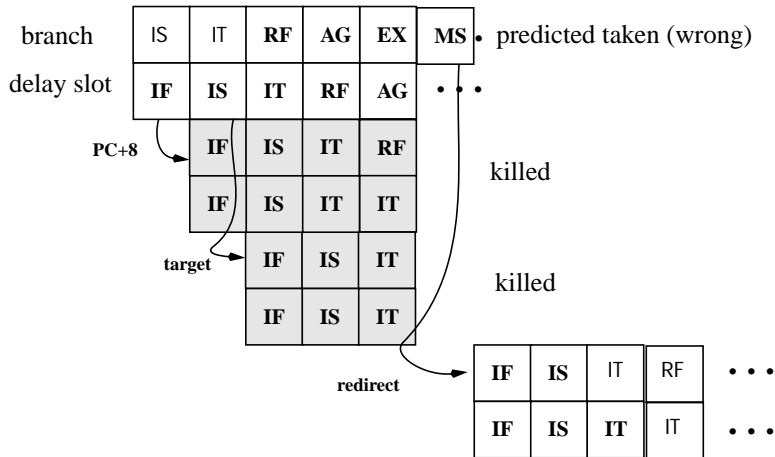 branch IS IT RF AG EX MS • predicted taken (wrong)
delay slot IF IS IT RF AG • • •
PC+8 IF IS IT RF
killed
IF IS IT IT
target IF IS IT
killed
IF IS IT
redirect IF IS IT RF • • •
IF IS IT IT • • •